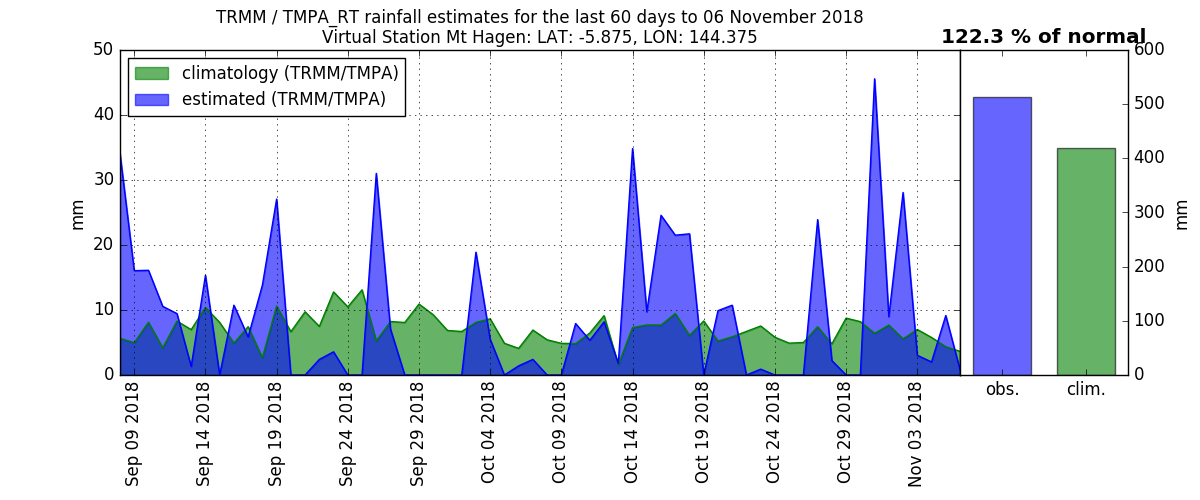 TRMM / TMPA_RT rainfall estimates for the last 60 days to 06 November 2018
Virtual Station Mt Hagen: LAT: -5.875, LON: 144.375
122.3 % of normal
climatology (TRMM/TMPA)
estimated (TRMM/TMPA)
50
40
30
20
10
0
mm
Sep 09 2018
Sep 14 2018
Sep 19 2018
Sep 24 2018
Sep 29 2018
Oct 04 2018
Oct 09 2018
Oct 14 2018
Oct 19 2018
Oct 24 2018
Oct 29 2018
Nov 03 2018
600
500
400
300
200
100
0
mm
obs.
clim.